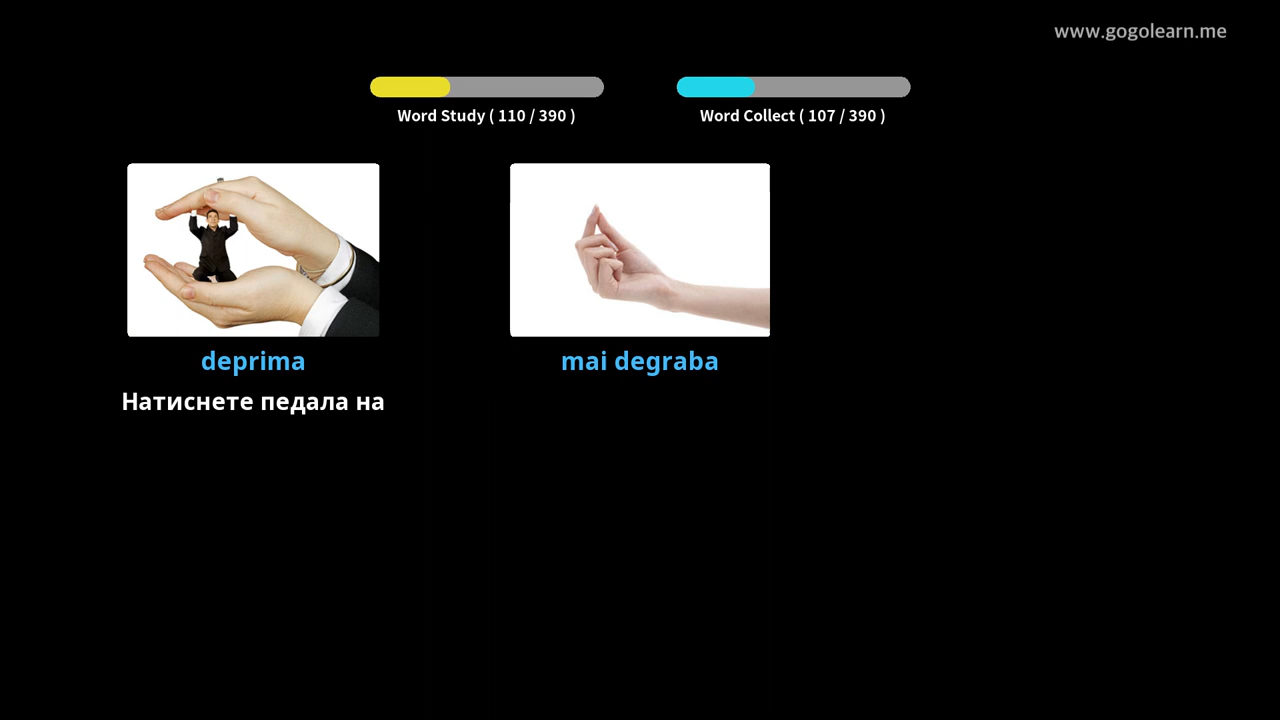 www.gogolearn.me
Word Study ( 110 / 390 )
Word Collect ( 107 / 390 )
deprima
mai degraba
Натиснете педала на